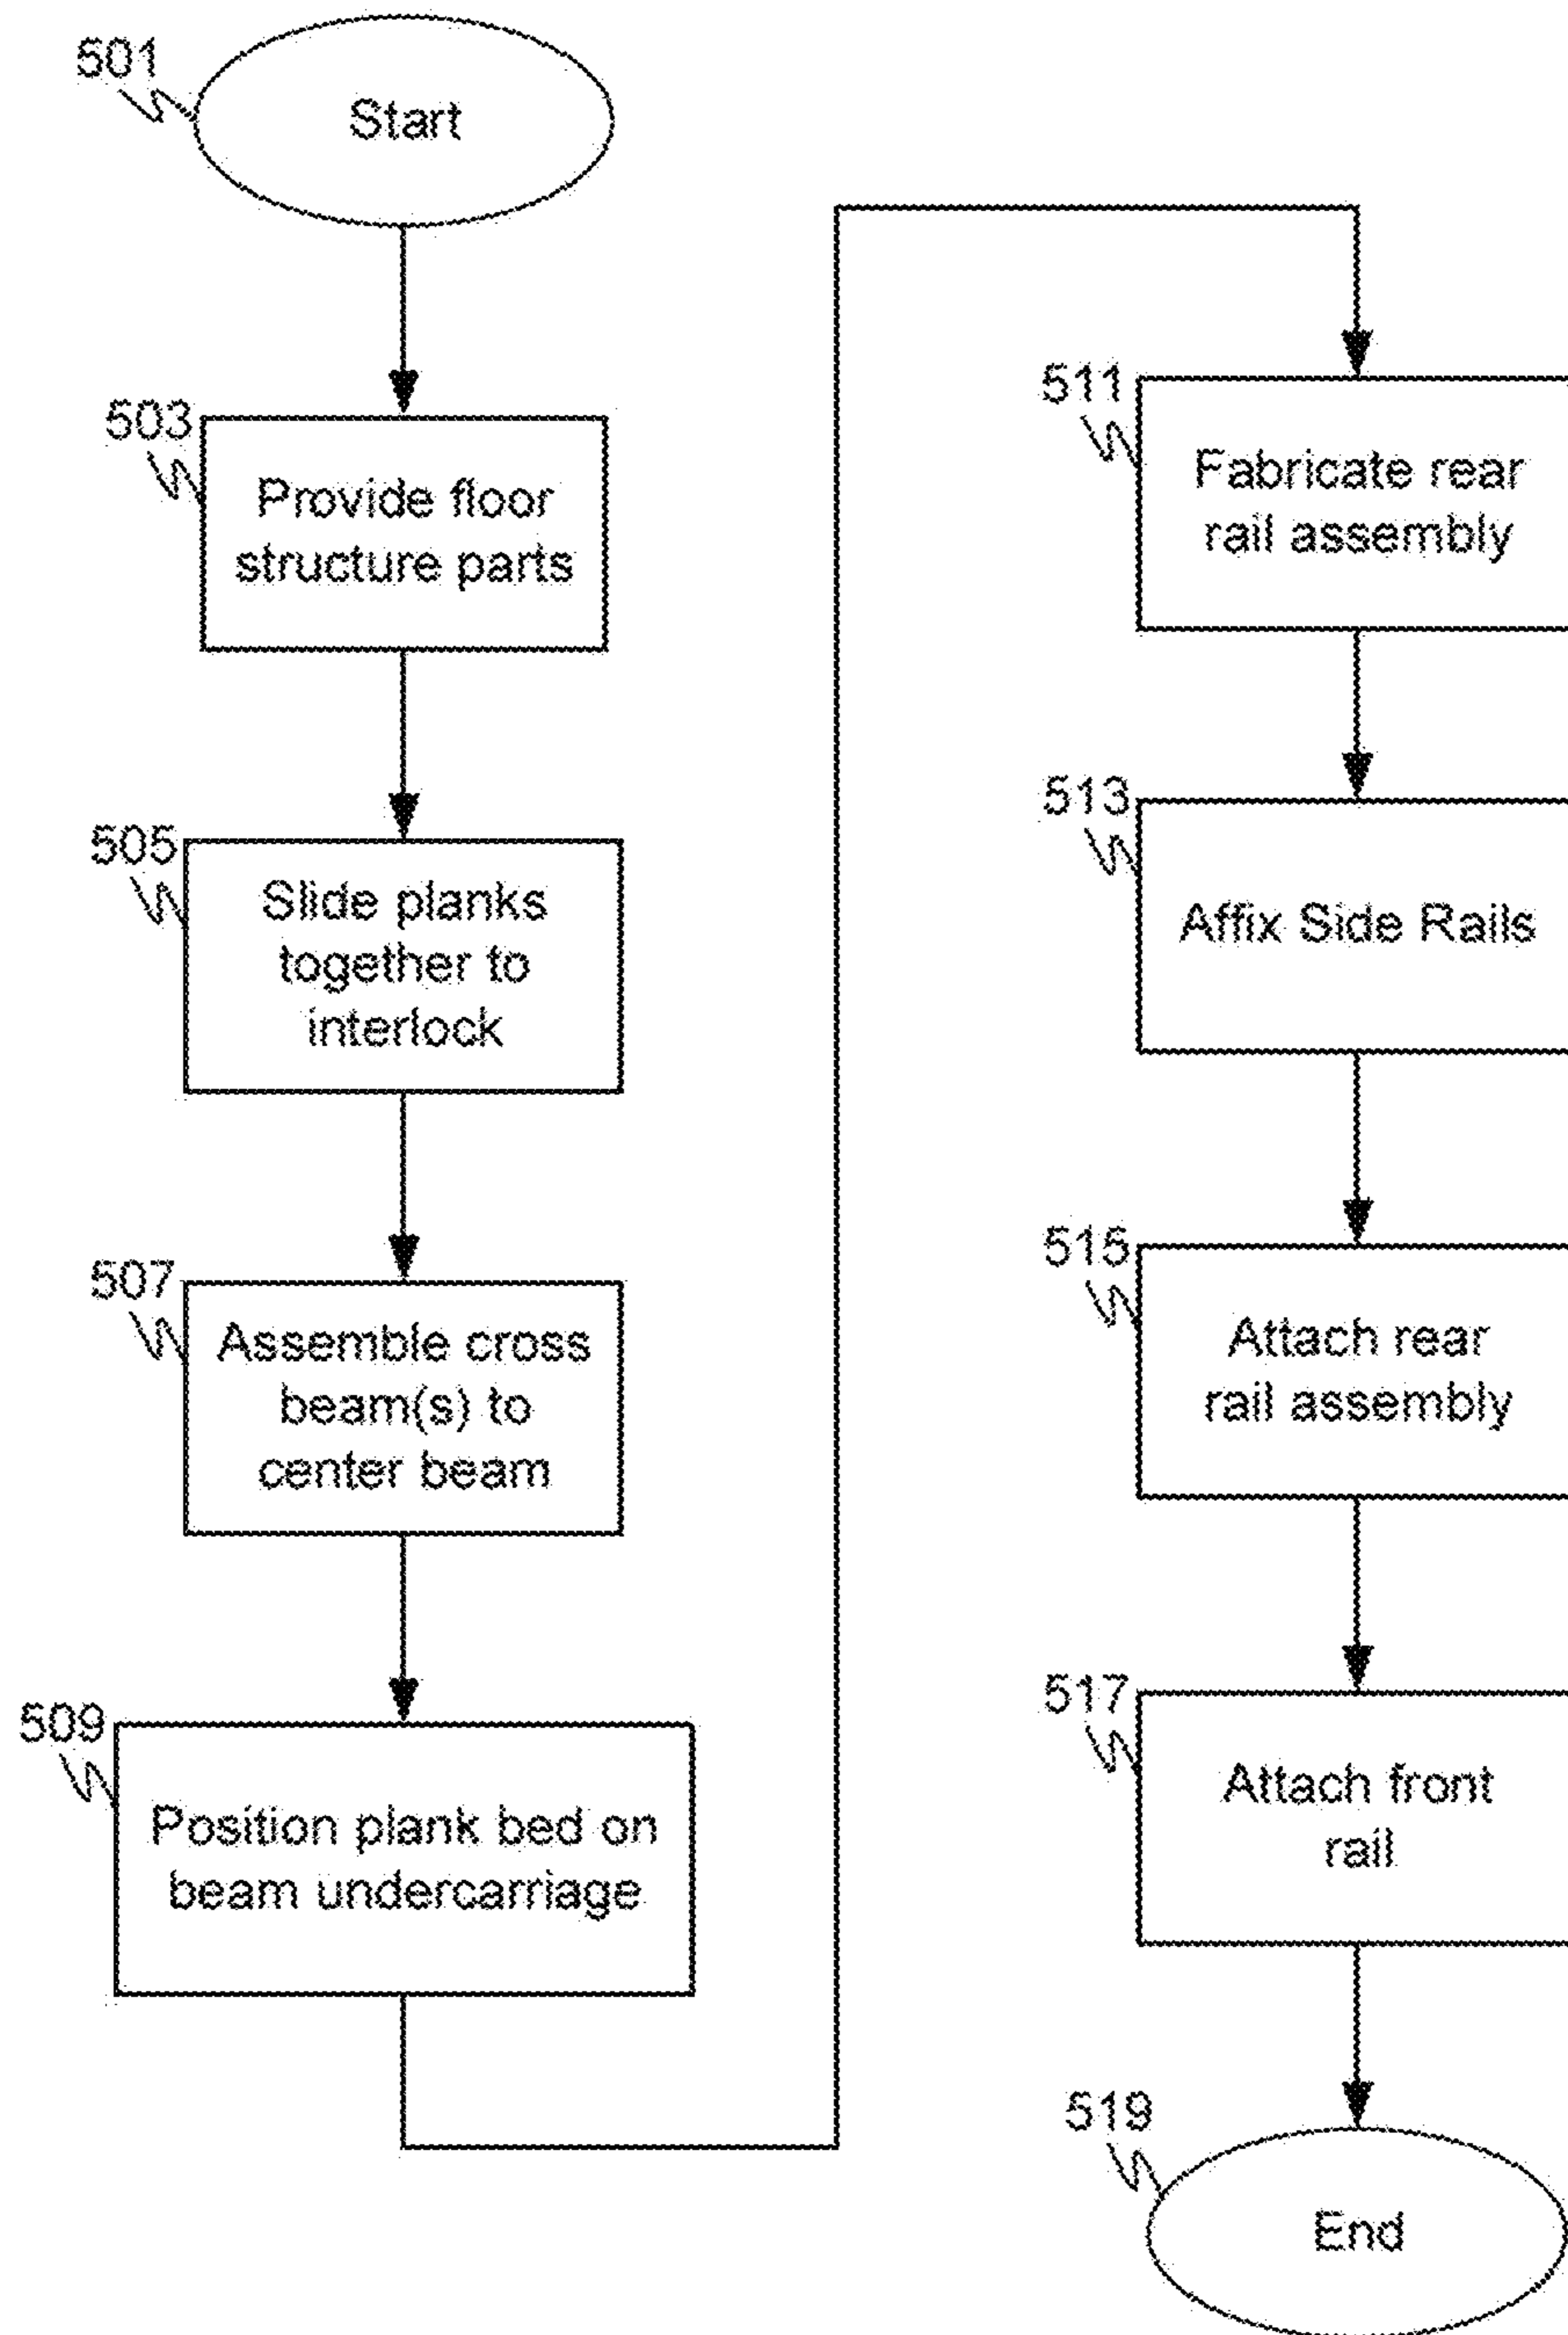 501
Start
503
Provide floor
structure parts
505
Slide planks
together to
interlock
507
Assemble cross
beam(s) to
center beam
509
Position plank bed on
beam undercarriage
511
Fabricate rear
rail assembly
513
Affix Side Rails
515
Attach rear
rail assembly
517
Attach front
rail
519
End